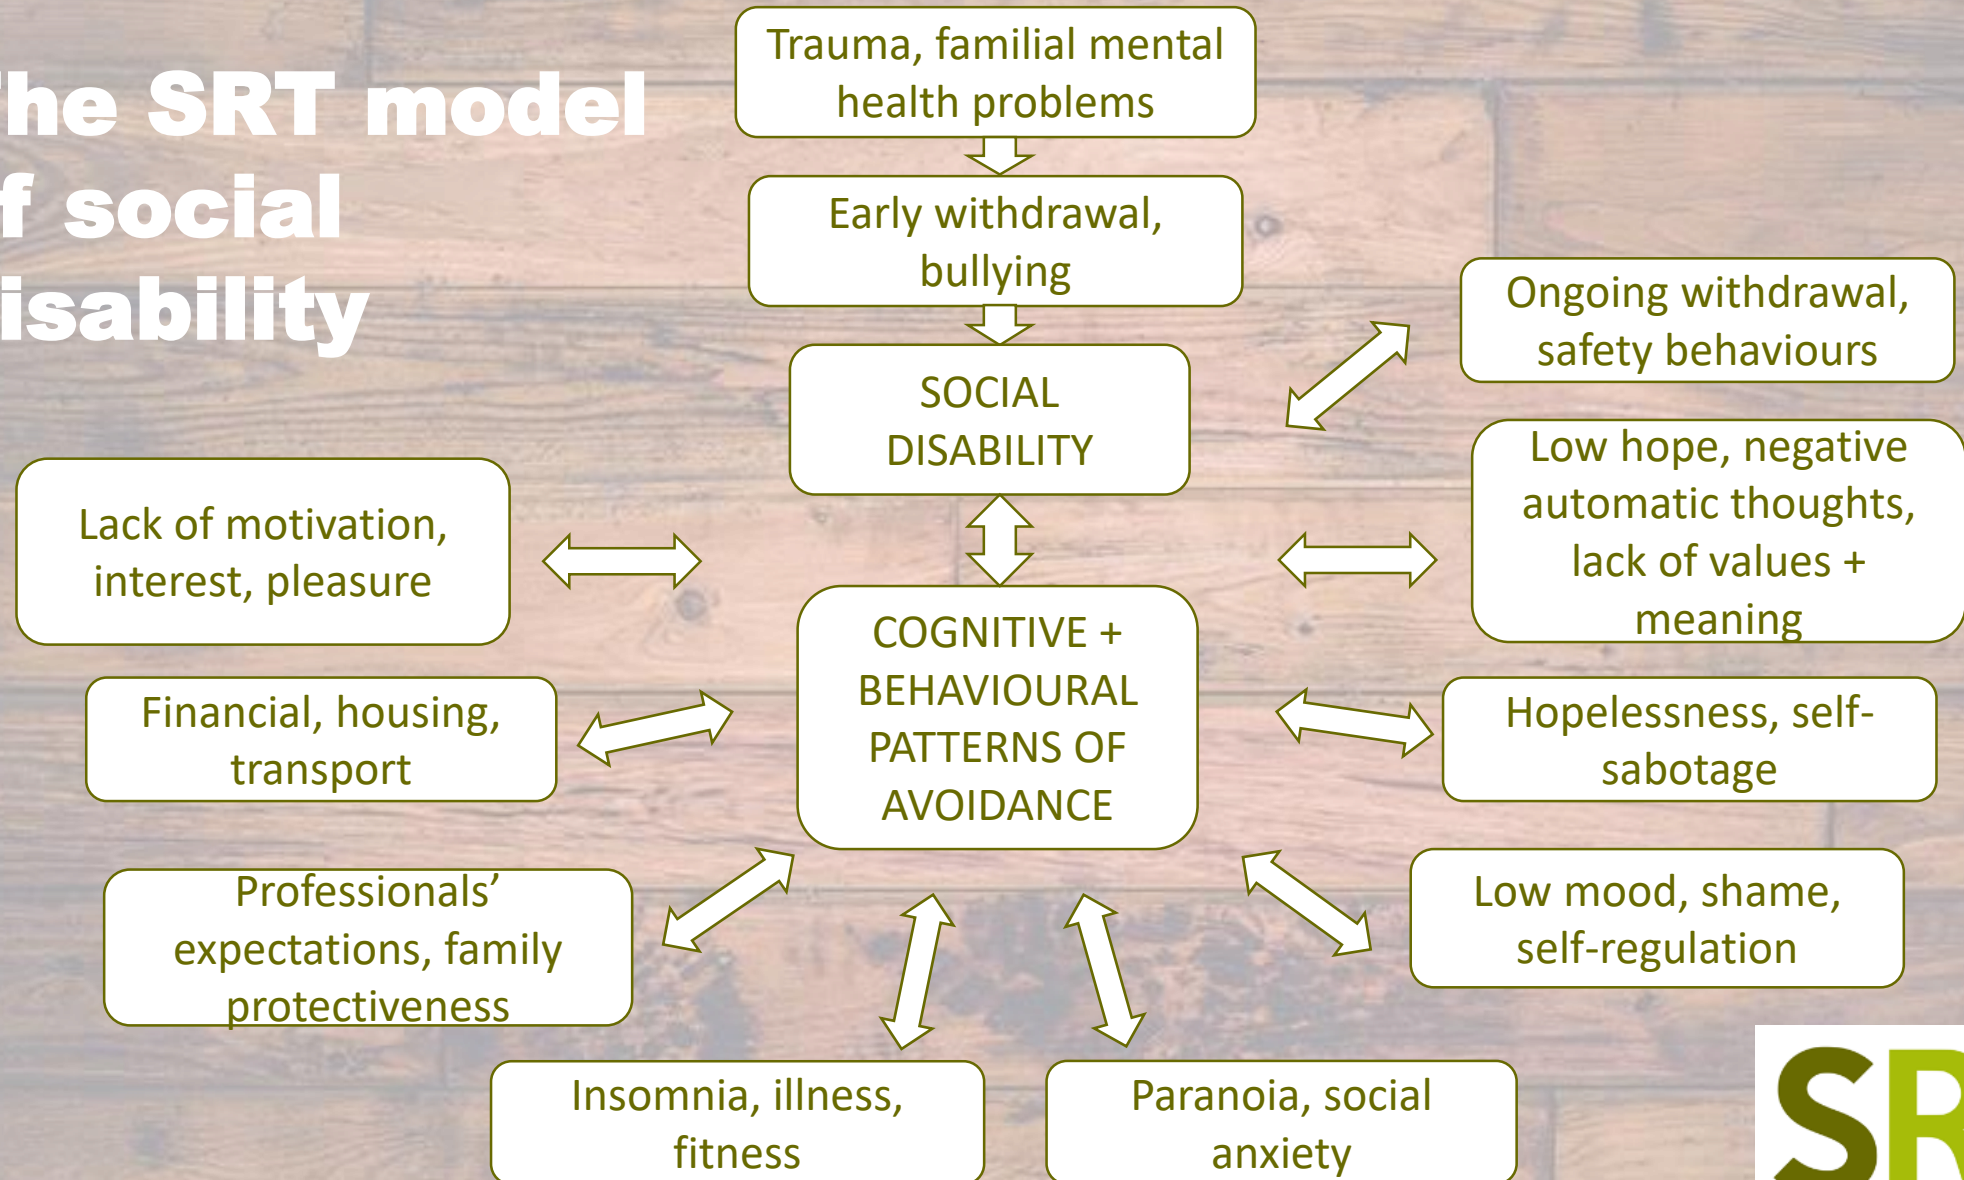 he SRT model
f social
isability
Trauma, familial mental
health problems
Early withdrawal,
bullying
SOCIAL
DISABILITY
Ongoing withdrawal,
safety behaviours
Low hope, negative
automatic thoughts,
lack of values +
meaning
Lack of motivation,
interest, pleasure
COGNITIVE +
BEHAVIOURAL
PATTERNS OF
AVOIDANCE
Financial, housing,
transport
Hopelessness, self-
sabotage
Professionals’
expectations, family
protectiveness
Low mood, shame,
self-regulation
Insomnia, illness,
fitness
Paranoia, social
anxiety
SR